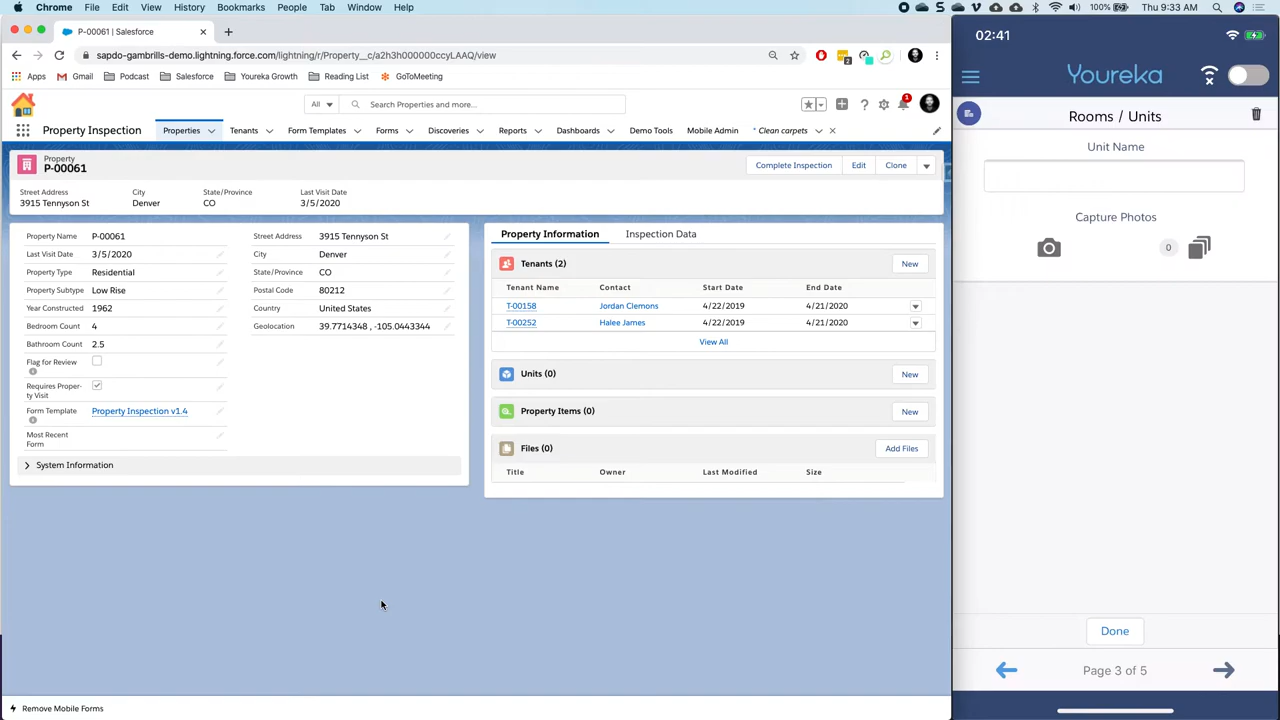 Chrome File Edit View History Bookmarks People Tab Window Help 100% Thu 9:33 AM
P-00061 | Salesforce
sapdo-gambrills-demo.lightning.force.com/lightning/r/Property__c/a2h3h000000ccyLAAQ/view
Apps Gmail Podcast Salesforce Youreka Growth Reading List GoToMeeting
All Search Properties and more... 1
Property Inspection Properties Tenants Form Templates Forms Discoveries Reports Dashboards Demo Tools Mobile Admin * Clean carpets
Property
P-00061
Complete Inspection Edit Clone
Street Address City State/Province Last Visit Date
3915 Tennyson St Denver CO 3/5/2020
Property Name P-00061
Last Visit Date 3/5/2020
Property Type Residential
Property Subtype Low Rise
Year Constructed 1962
Bedroom Count 4
Bathroom Count 2.5
Flag for Review
Requires Proper-
ty Visit
Form Template Property Inspection v1.4
Most Recent
Form
Street Address 3915 Tennyson St
City Denver
State/Province CO
Postal Code 80212
Country United States
Geolocation 39.7714348 , -105.0443344
System Information
Property Information Inspection Data
Tenants (2) New
Tenant Name Contact Start Date End Date
T-00158 Jordan Clemons 4/22/2019 4/21/2020
T-00252 Halee James 4/22/2019 4/21/2020
View All
Units (0) New
Property Items (0) New
Files (0) Add Files
Title Owner Last Modified Size
Remove Mobile Forms
02:41
Youreka
Rooms / Units
Unit Name
Capture Photos
0
Done
Page 3 of 5